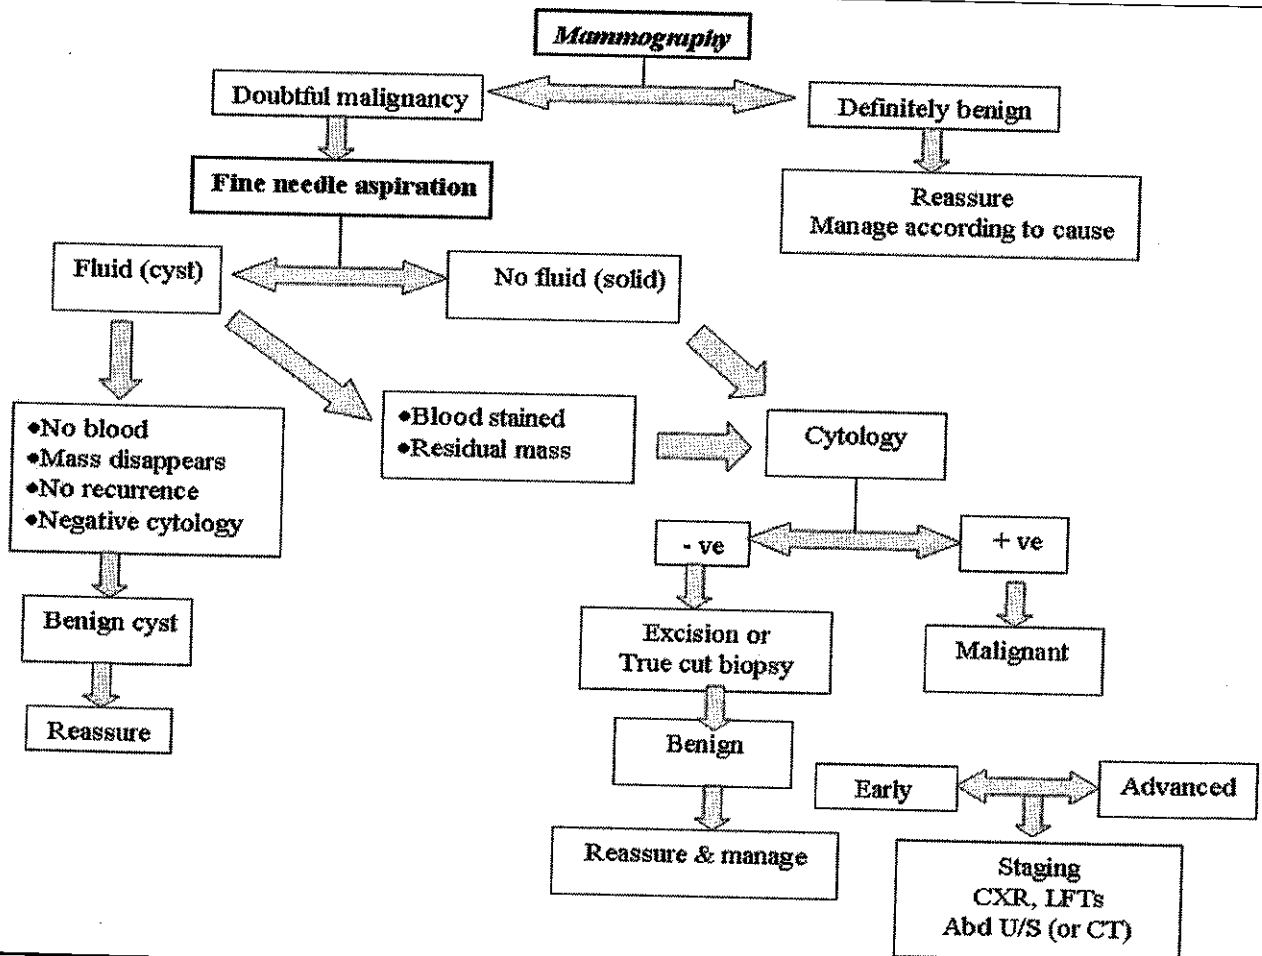 Mammography
Doubtful malignancy
Definitely benign
Fine needle aspiration
Reassure
Manage according to cause
Fluid (cyst)
No fluid (solid)
•No blood
•Mass disappears
•No recurrence
•Negative cytology
•Blood stained
•Residual mass
Cytology
- ve
+ ve
Benign cyst
Excision or
True cut biopsy
Malignant
Reassure
Benign
Early
Advanced
Reassure & manage
Staging
CXR, LFTs
Abd U/S (or CT)